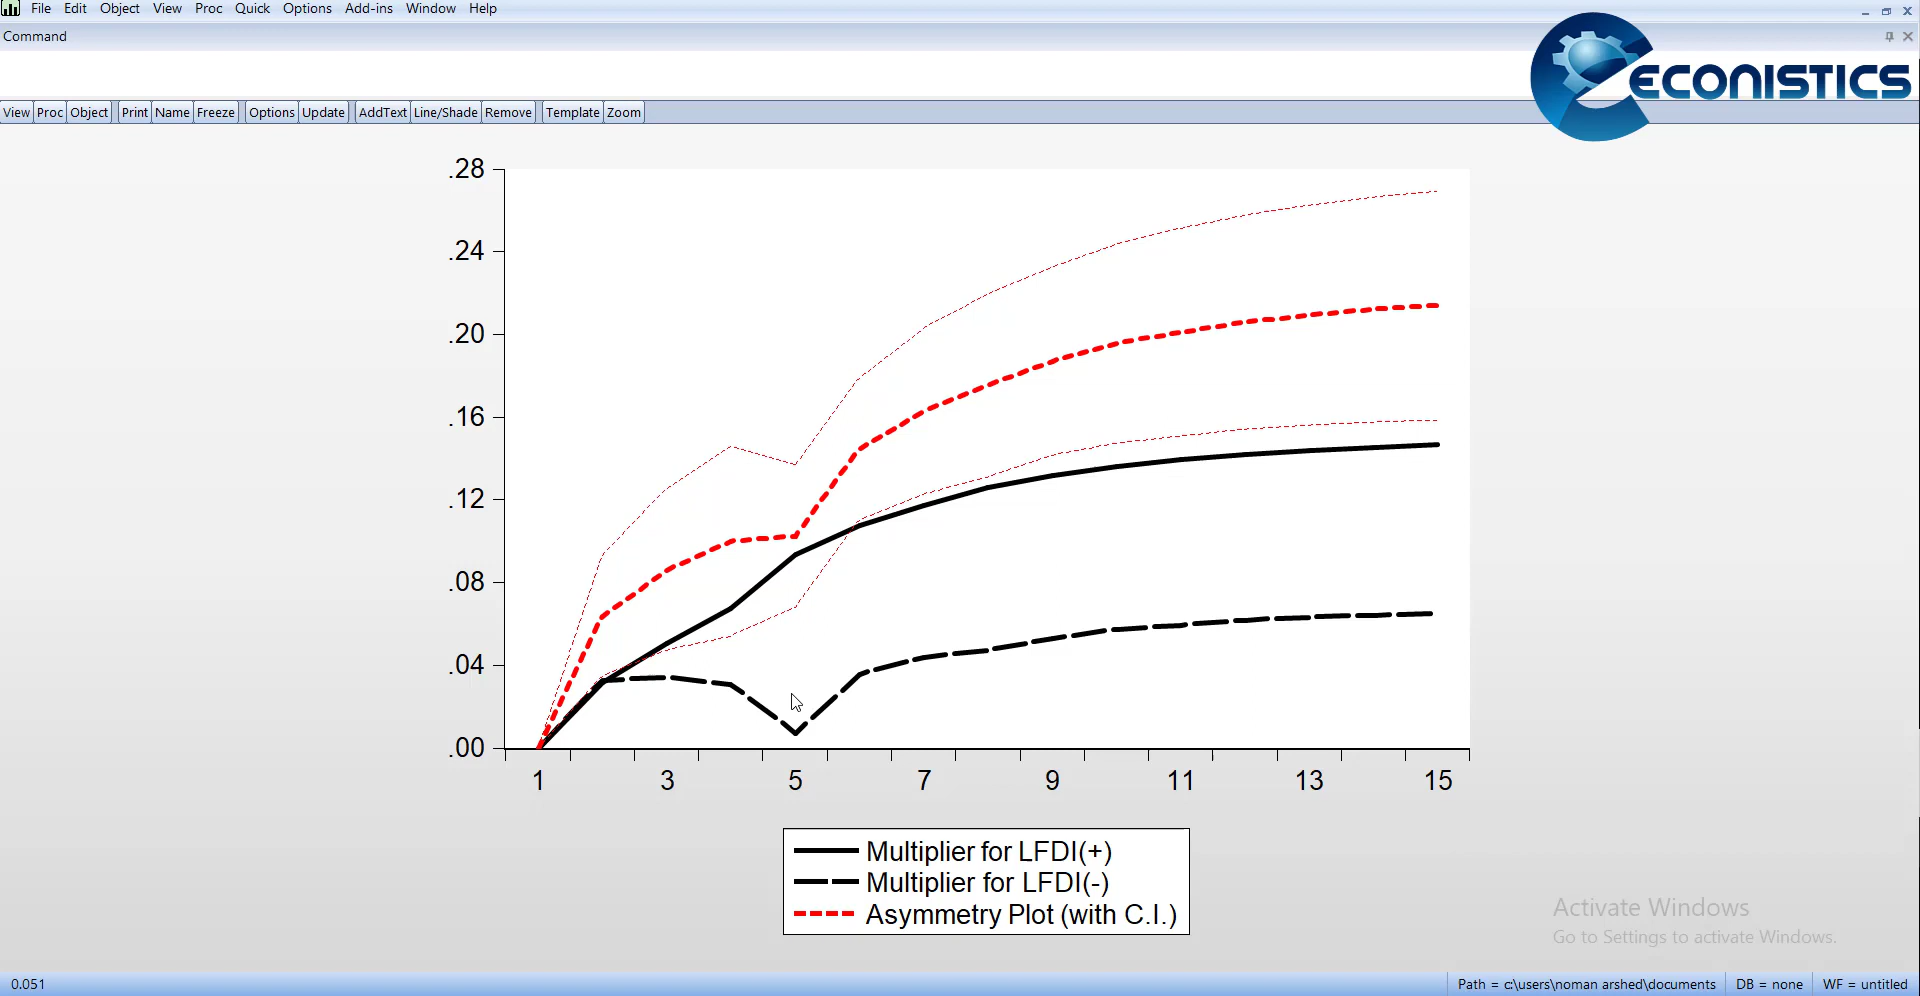 File Edit Object View Proc Quick Options Add-ins Window Help
Command
ECONISTICS
View Proc Object Print Name Freeze Options Update AddText Line/Shade Remove Template Zoom
.28
.24
.20
.16
.12
.08
.04
.00
1 3 5 7 9 11 13 15
Multiplier for LFDI(+)
Multiplier for LFDI(-)
Asymmetry Plot (with C.I.)
Activate Windows
Go to Settings to activate Windows.
0.051 Path = c:\users\noman arshed\documents DB = none WF = untitled